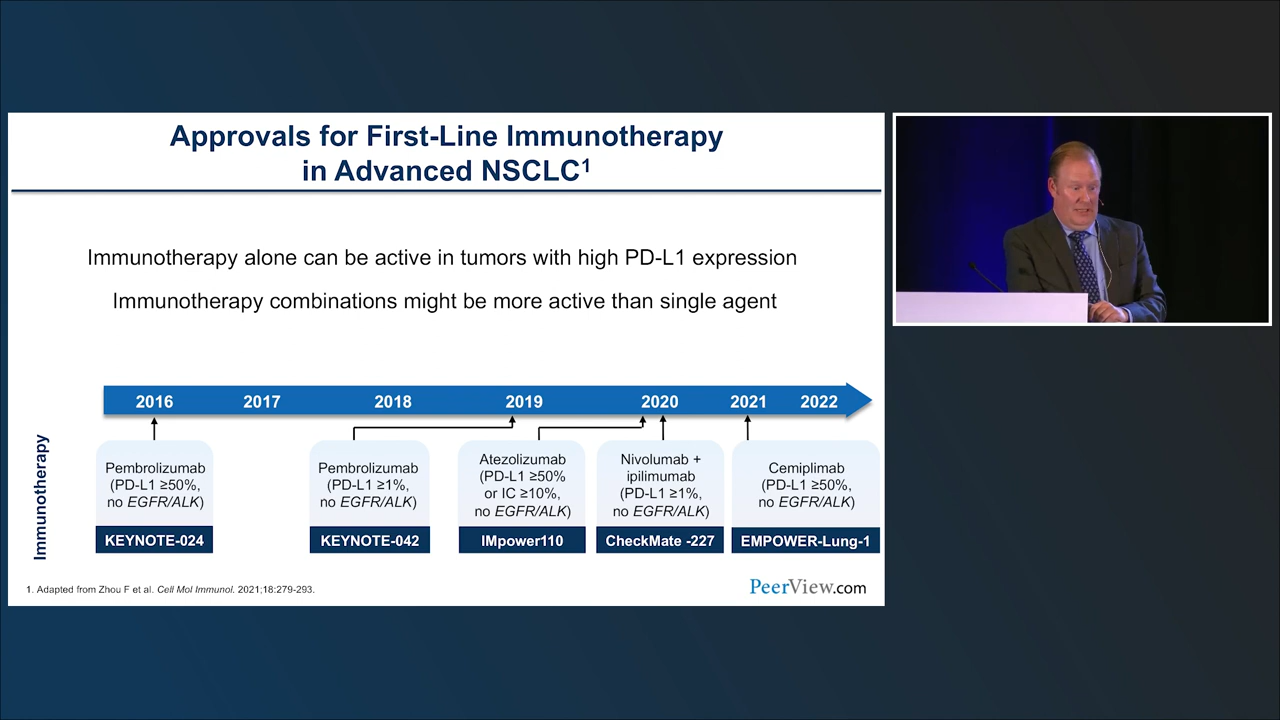 Approvals for First-Line Immunotherapy
in Advanced NSCLC1
Immunotherapy alone can be active in tumors with high PD-L1 expression
Immunotherapy combinations might be more active than single agent
2016 2017 2018 2019 2020 2021 2022
Immunotherapy
Pembrolizumab
(PD-L1 ≥50%,
no EGFR/ALK)
KEYNOTE-024
Pembrolizumab
(PD-L1 ≥1%,
no EGFR/ALK)
KEYNOTE-042
Atezolizumab
(PD-L1 ≥50%
or IC ≥10%,
no EGFR/ALK)
IMpower110
Nivolumab +
ipilimumab
(PD-L1 ≥1%,
no EGFR/ALK)
CheckMate -227
Cemiplimab
(PD-L1 ≥50%,
no EGFR/ALK)
EMPOWER-Lung-1
1. Adapted from Zhou F et al. Cell Mol Immunol. 2021;18:279-293.
PeerView.com